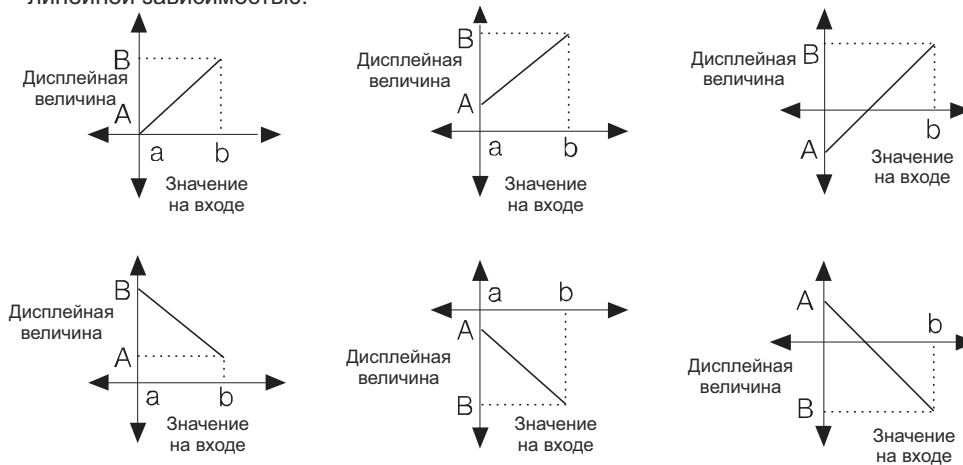 линейной зависимостью.
B
Дисплейная
величина
A
a
b
Значение
на входе
B
Дисплейная
величина
A
a
b
Значение
на входе
Дисплейная
величина
B
b
A
Значение
на входе
B
Дисплейная
величина
A
a
b
Значение
на входе
a
b
A
Дисплейная
величина
B
Значение
на входе
A
b
Дисплейная
величина
B
Значение
на входе